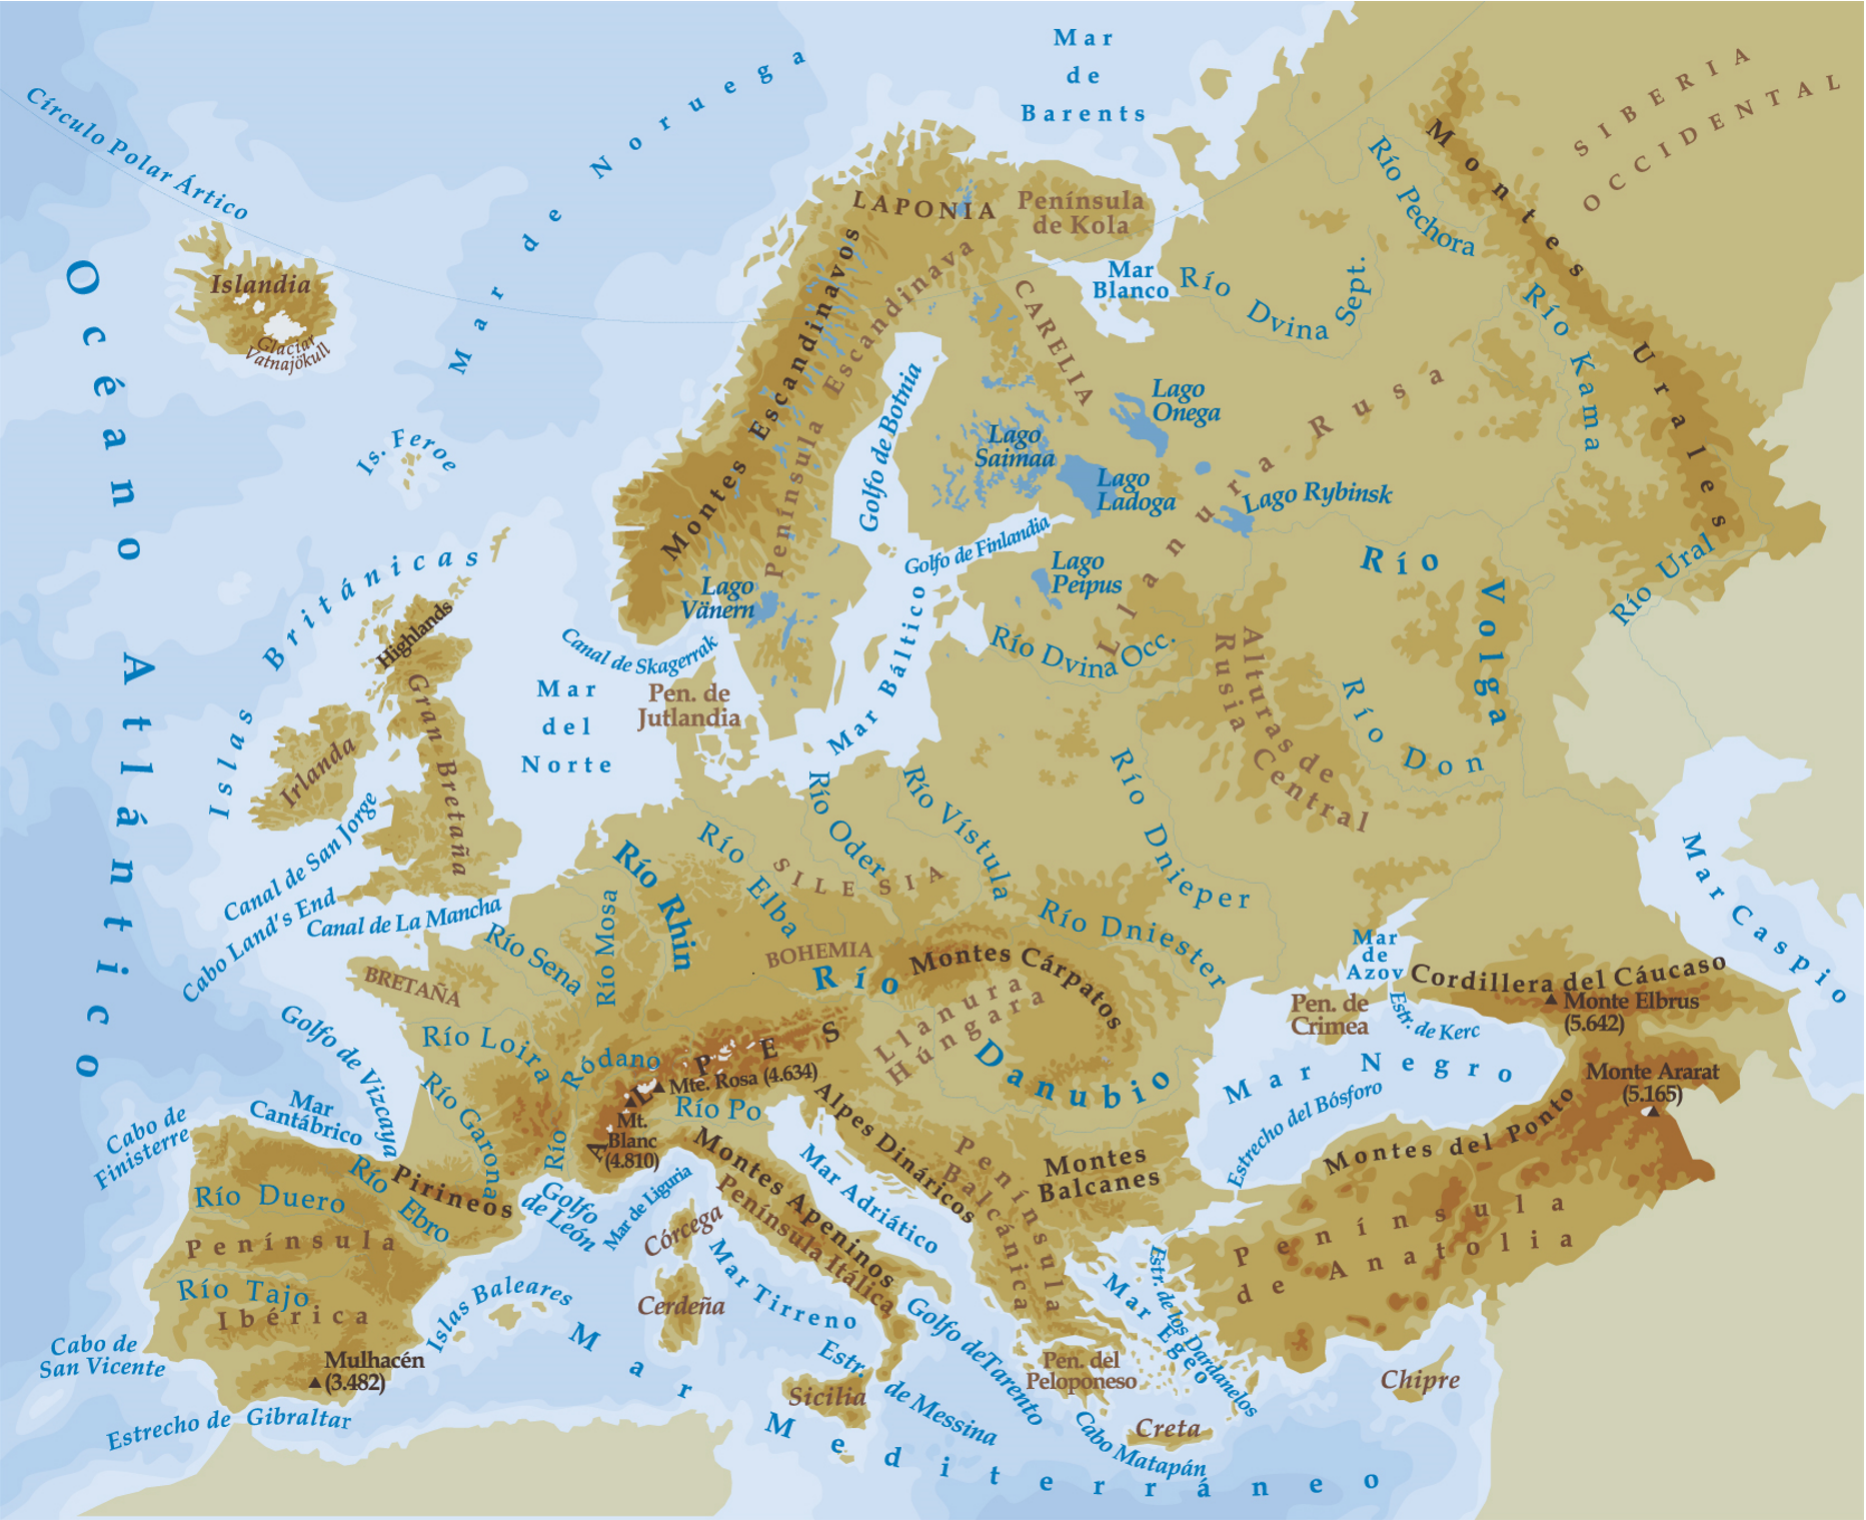 Mar
de
Barents
Mar de Noruega
Círculo Polar Ártico
SIBERIA
OCCIDENTAL
Montes Urales
Río Pechora
LAPONIA
Península
de Kola
Islandia
Glaciar
Vatnajökull
Océano Atlántico
Mar
Blanco
Río Dvina Sept.
Río Kama
CARELIA
Montes Escandinavos
Península Escandinava
Golfo de Botnia
Lago
Onega
Lago
Saimaa
Lago
Ladoga
Llanura Rusa
Lago Rybinsk
Is. Feroe
Golfo de Finlandia
Lago
Peipus
Río Volga
Río Ural
Islas Británicas
Highlands
Lago
Vänern
Canal de Skagerrak
Mar Báltico
Río Dvina Occ.
Alturas de
Rusia Central
Gran Bretaña
Mar
del
Norte
Pen. de
Jutlandia
Río Don
Irlanda
Río Oder
Río Vístula
Río Dnieper
Canal de San Jorge
Cabo Land's End
Canal de La Mancha
Río Rhin
Río Elba
SILESIA
Mar Caspio
Río Sena
Río Mosa
BOHEMIA
Río Danubio
Montes Cárpatos
Río Dniester
Mar
de
Azov
Cordillera del Cáucaso
Monte Elbrus
(5.642)
BRETAÑA
Golfo de Vizcaya
Río Loira
Llanura
Húngara
Pen. de
Crimea
Estr. de Kerc
Río Ródano
ALPES
Mte. Rosa (4.634)
Mt.
Blanc
(4.810)
Río Po
Mar Negro
Monte Ararat
(5.165)
Río Garona
Alpes Dináricos
Estrecho del Bósforo
Montes del Ponto
Cabo de
Finisterre
Mar
Cantábrico
Pirineos
Golfo
de León
Mar de Liguria
Montes Apeninos
Península Itálica
Mar Adriático
Península
Balcánica
Montes
Balcanes
Río Duero
Río Ebro
Península
Ibérica
Río Tajo
Córcega
Mar Tirreno
Península
de Anatolia
Estr. de los Dardanelos
Mar Egeo
Islas Baleares
Cerdeña
Golfo de Tarento
Cabo de
San Vicente
Mulhacén
(3.482)
Estr. de Messina
Sicilia
Pen. del
Peloponeso
Chipre
Estrecho de Gibraltar
Creta
Cabo Matapán
Mar Mediterráneo